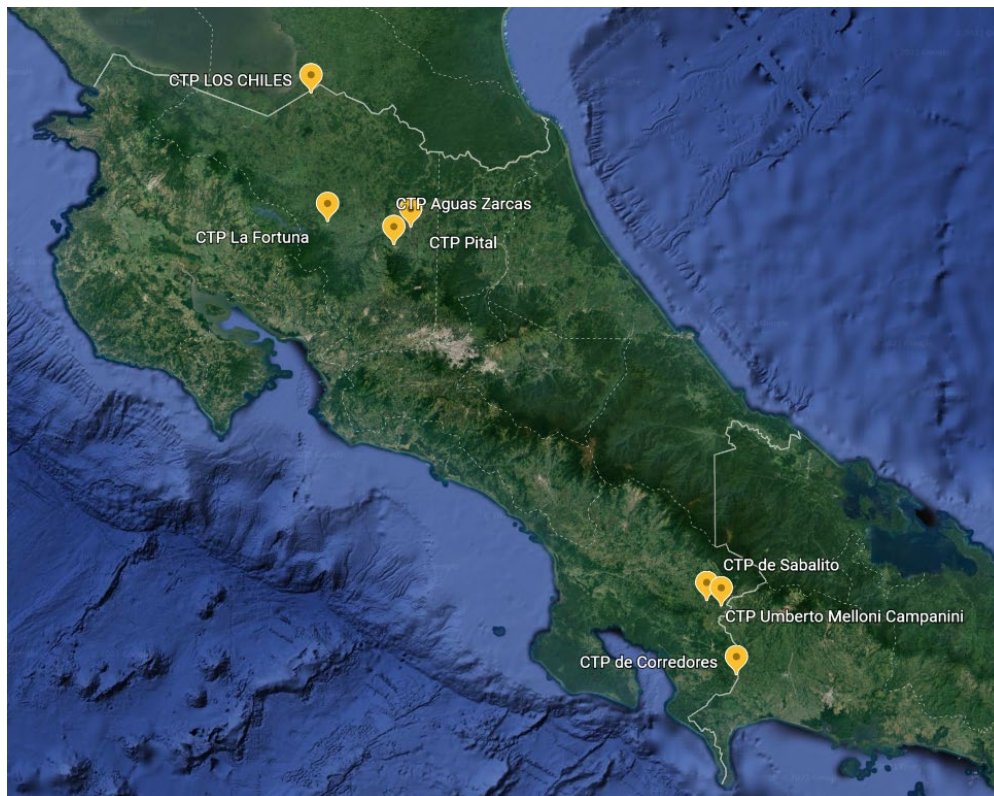 CTP LOS CHILES
CTP Aguas Zarcas
CTP La Fortuna
CTP Pital
CTP de Sabalito
CTP Umberto Melloni Campanini
CTP de Corredores